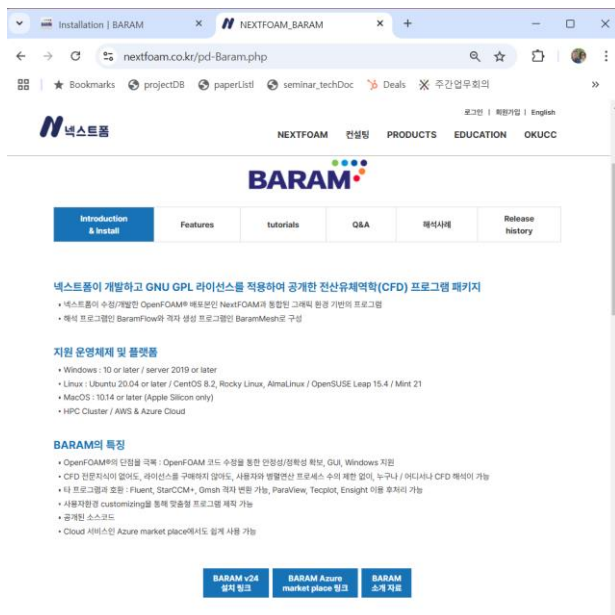 Installation | BARAM
NEXTFOAM_BARAM
nextfoam.co.kr/pd-Baram.php
Bookmarks
projectDB
paperListl
seminar_techDoc
Deals
주간업무회의
로그인 | 회원가입 | English
넥스트폼
NEXTFOAM
컨설팅
PRODUCTS
EDUCATION
OKUCC
BARAM
Introduction
& Install
Features
tutorials
Q&A
해석사례
Release
history
넥스트폼이 개발하고 GNU GPL 라이선스를 적용하여 공개한 전산유체역학(CFD) 프로그램 패키지
• 넥스트폼이 수정/개발한 OpenFOAM® 배포본인 NextFOAM과 통합된 그래픽 환경 기반의 프로그램
• 해석 프로그램인 BaramFlow와 격자 생성 프로그램인 BaramMesh로 구성
지원 운영체제 및 플랫폼
• Windows : 10 or later / server 2019 or later
• Linux : Ubuntu 20.04 or later / CentOS 8.2, Rocky Linux, AlmaLinux / OpenSUSE Leap 15.4 / Mint 21
• MacOS : 10.14 or later (Apple Silicon only)
• HPC Cluster / AWS & Azure Cloud
BARAM의 특징
• OpenFOAM®의 단점을 극복 : OpenFOAM 코드 수정을 통한 안정성/정확성 확보, GUI, Windows 지원
• CFD 전문지식이 없어도, 라이선스를 구매하지 않아도, 사용자와 병렬연산 프로세스 수의 제한 없이, 누구나 / 어디서나 CFD 해석이 가능
• 타 프로그램과 호환 : Fluent, StarCCM+, Gmsh 격자 변환 가능, ParaView, Tecplot, Ensight 이용 후처리 가능
• 사용자환경 customizing을 통해 맞춤형 프로그램 제작 가능
• 공개된 소스코드
• Cloud 서비스인 Azure market place에서도 쉽게 사용 가능
BARAM v24
설치 링크
BARAM Azure
market place 링크
BARAM
소개 자료